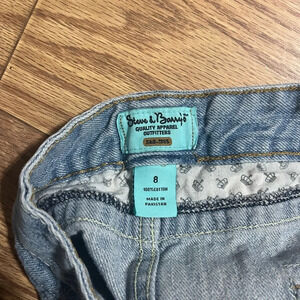 Steve & Barry's
QUALITY APPAREL
OUTFITTERS
8
100% COTTON
MADE IN
PAKISTAN